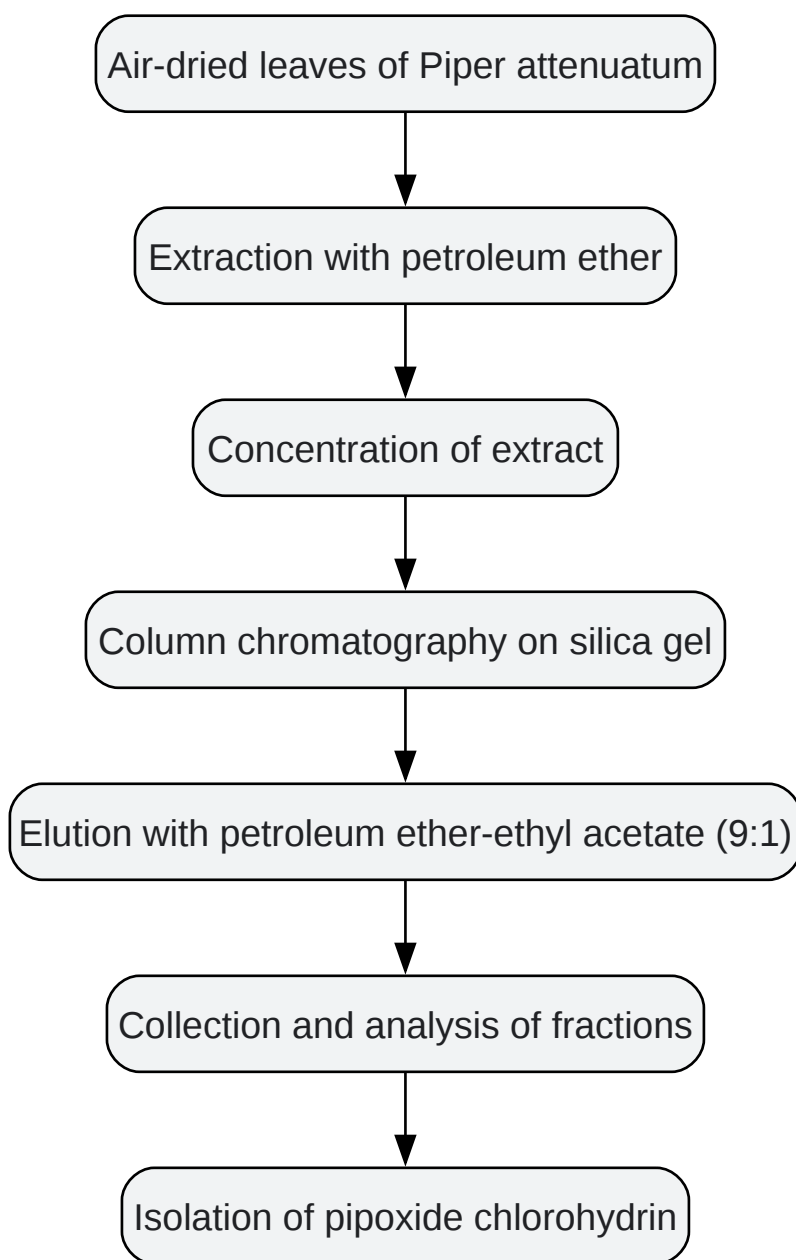 Air-dried leaves of Piper attenuatum
Extraction with petroleum ether
Concentration of extract
Column chromatography on silica gel
Elution with petroleum ether-ethyl acetate (9:1)
Collection and analysis of fractions
Isolation of pipoxide chlorohydrin